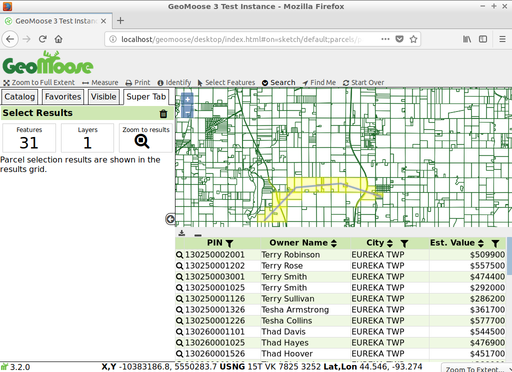 GeoMoose 3 Test Instance - Mozilla Firefox
GeoMoose 3 Test Instanc
localhost/geomoose/desktop/index.html#on=sketch/default;parcels/p
GeoMoose
Zoom to Full Extent Measure Print Identify Select Features Search Find Me Start Over
Catalog Favorites Visible Super Tab
Select Results
Features Layers Zoom to results
31 1
Parcel selection results are shown in the
results grid.
PIN Owner Name City Est. Value
130250002001 Terry Robinson EUREKA TWP $509900
130250001202 Terry Rose EUREKA TWP $557500
130250003001 Terry Smith EUREKA TWP $474400
130250001025 Terry Smith EUREKA TWP $292000
130250001126 Terry Sullivan EUREKA TWP $286200
130250001326 Tesha Armstrong EUREKA TWP $361700
130250001226 Tesha Collins EUREKA TWP $577700
130260001101 Thad Davis EUREKA TWP $544500
130260001025 Thad Hayes EUREKA TWP $476900
130260001526 Thad Hoover EUREKA TWP $451700
3.2.0 X,Y -10383186.8, 5550283.7 USNG 15T VK 7825 3252 Lat,Lon 44.546, -93.274
Zoom To Extent...